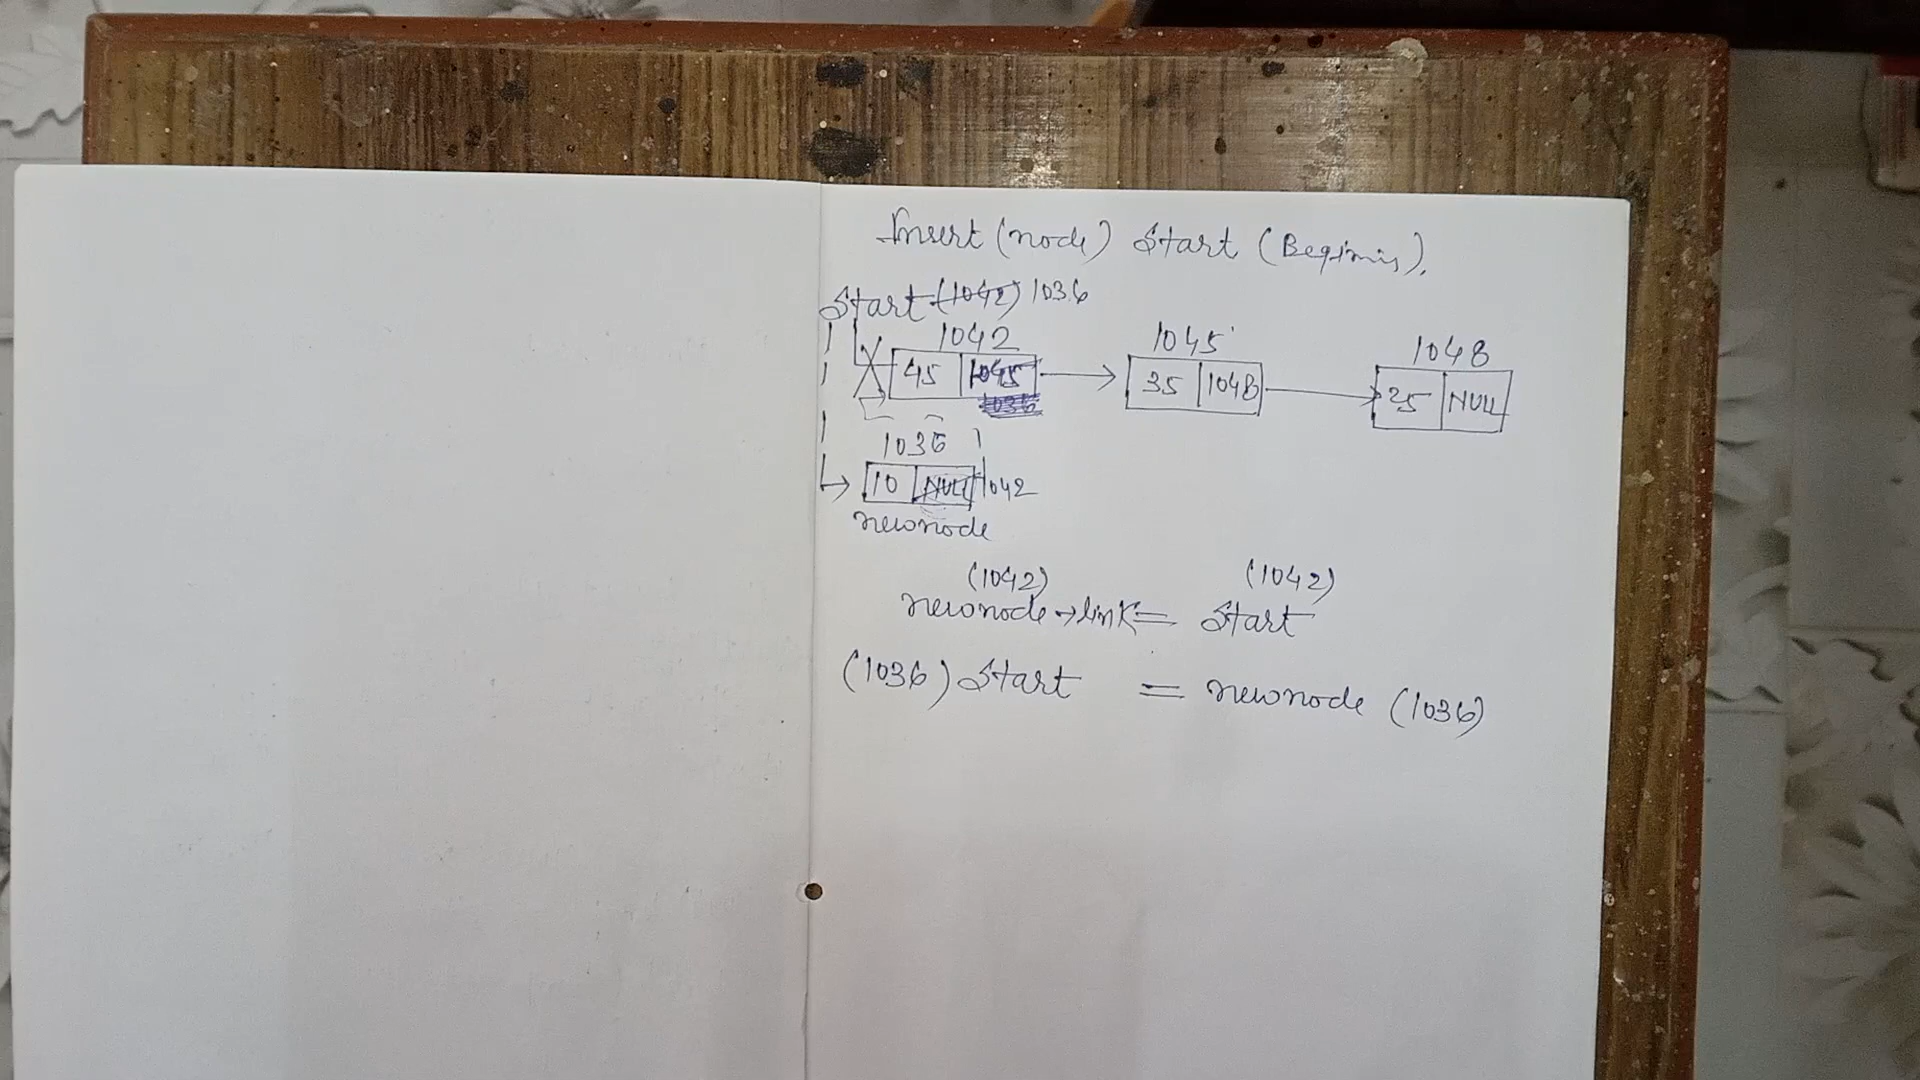 Insert (node) Start (Beginnis).
Start (1042) 1036
1042 1045 1048
45 1045 35 1048 25 NULL
1036
1036
10 NULL 1042
newnode
(1042) (1042)
newnode → link = Start
(1036) Start = newnode (1036)